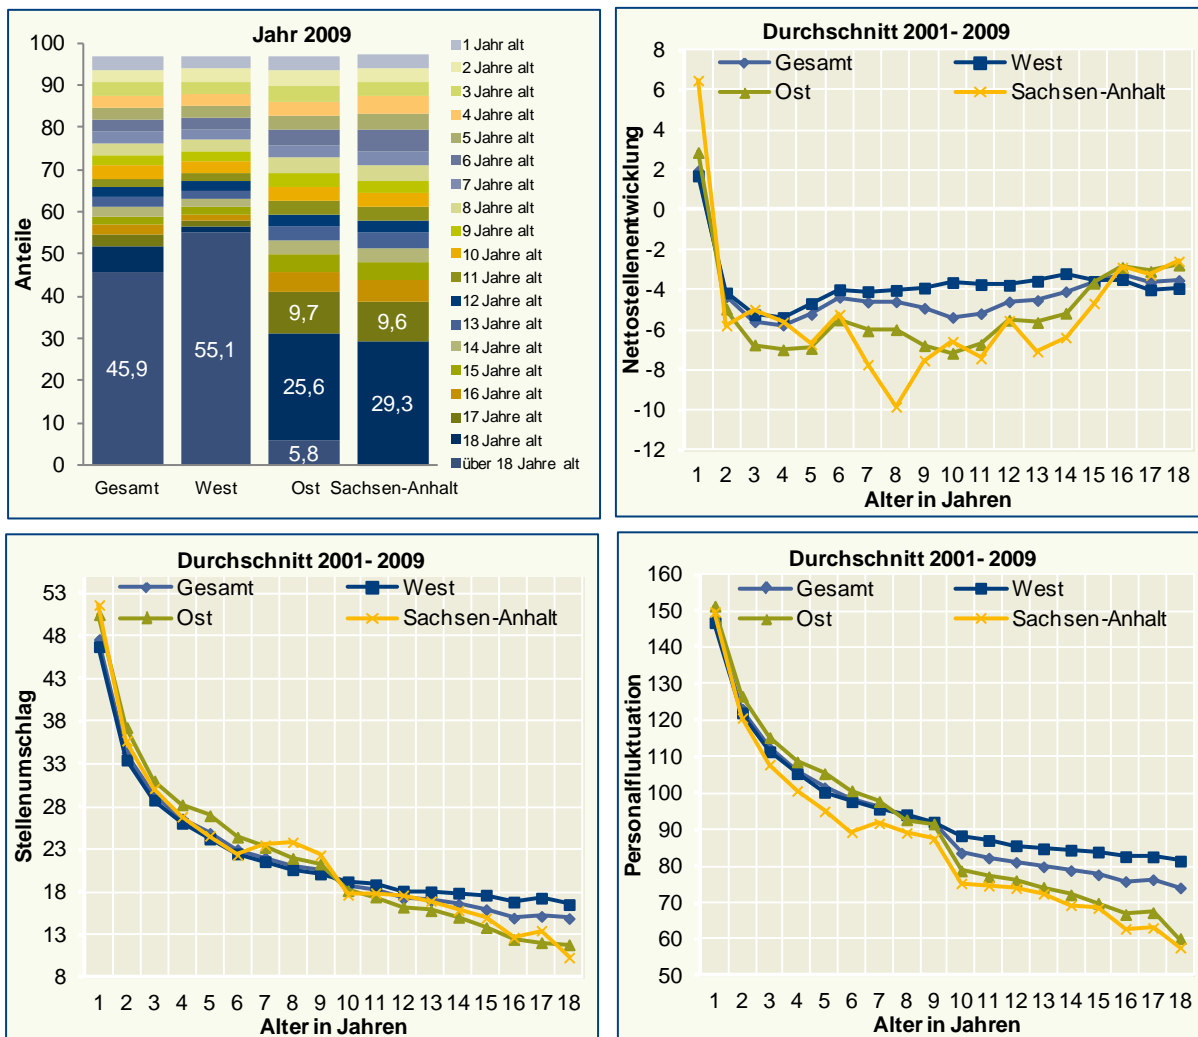 Jahr 2009
Anteile
100
90
80
70
60
50
40
30
20
10
0
45,9
55,1
9,7
25,6
5,8
9,6
29,3
Gesamt West Ost Sachsen-Anhalt
1 Jahr alt
2 Jahre alt
3 Jahre alt
4 Jahre alt
5 Jahre alt
6 Jahre alt
7 Jahre alt
8 Jahre alt
9 Jahre alt
10 Jahre alt
11 Jahre alt
12 Jahre alt
13 Jahre alt
14 Jahre alt
15 Jahre alt
16 Jahre alt
17 Jahre alt
18 Jahre alt
über 18 Jahre alt
Durchschnitt 2001- 2009
Gesamt West
Ost Sachsen-Anhalt
Nettostellenentwicklung
8
6
4
2
0
-2
-4
-6
-8
-10
-12
1 2 3 4 5 6 7 8 9 10 11 12 13 14 15 16 17 18
Alter in Jahren
Durchschnitt 2001- 2009
Gesamt West
Ost Sachsen-Anhalt
Stellenumschlag
53
48
43
38
33
28
23
18
13
8
1 2 3 4 5 6 7 8 9 10 11 12 13 14 15 16 17 18
Alter in Jahren
Durchschnitt 2001- 2009
Gesamt West
Ost Sachsen-Anhalt
Personalfluktuation
160
150
140
130
120
110
100
90
80
70
60
50
1 2 3 4 5 6 7 8 9 10 11 12 13 14 15 16 17 18
Alter in Jahren